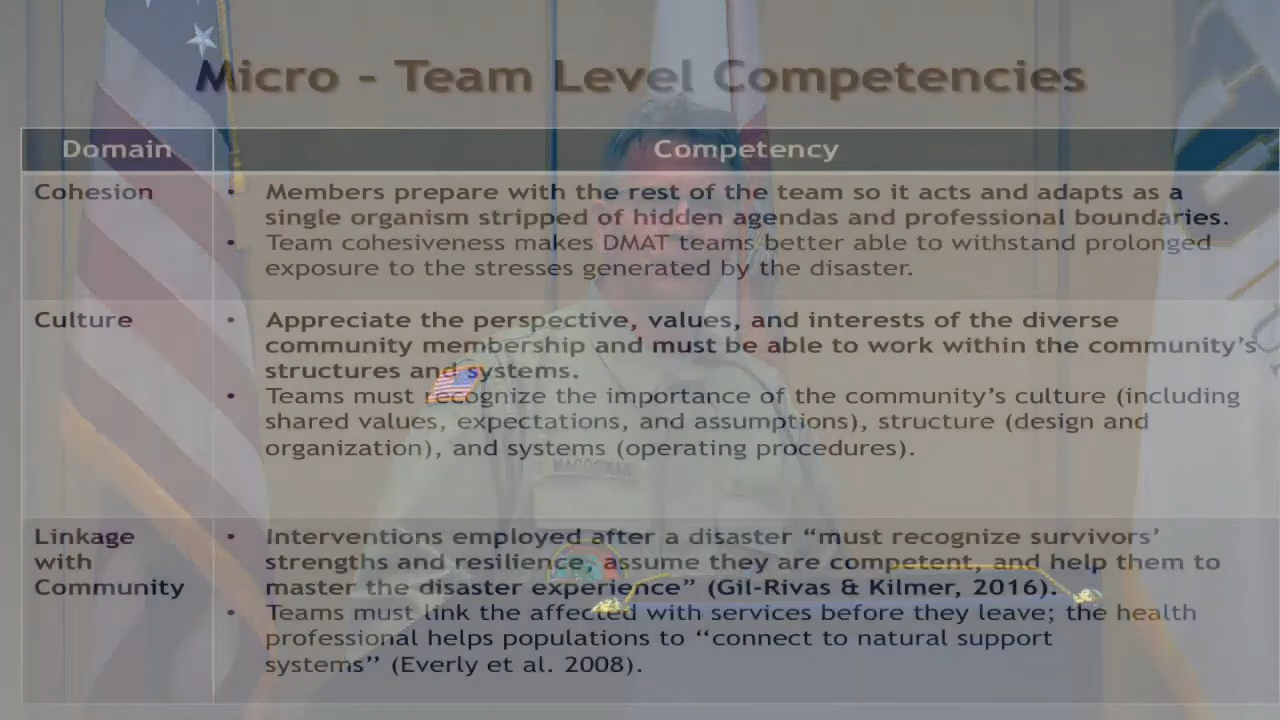 Micro - Team Level Competencies
Domain
Competency
Cohesion
• Members prepare with the rest of the team so it acts and adapts as a
single organism stripped of hidden agendas and professional boundaries.
• Team cohesiveness makes DMAT teams better able to withstand prolonged
exposure to the stresses generated by the disaster.
Culture
• Appreciate the perspective, values, and interests of the diverse
community membership and must be able to work within the community’s
structures and systems.
• Teams must recognize the importance of the community’s culture (including
shared values, expectations, and assumptions), structure (design and
organization), and systems (operating procedures).
Linkage
with
Community
• Interventions employed after a disaster “must recognize survivors’
strengths and resilience, assume they are competent, and help them to
master the disaster experience” (Gil-Rivas & Kilmer, 2016).
• Teams must link the affected with services before they leave; the health
professional helps populations to “connect to natural support
systems” (Everly et al. 2008).